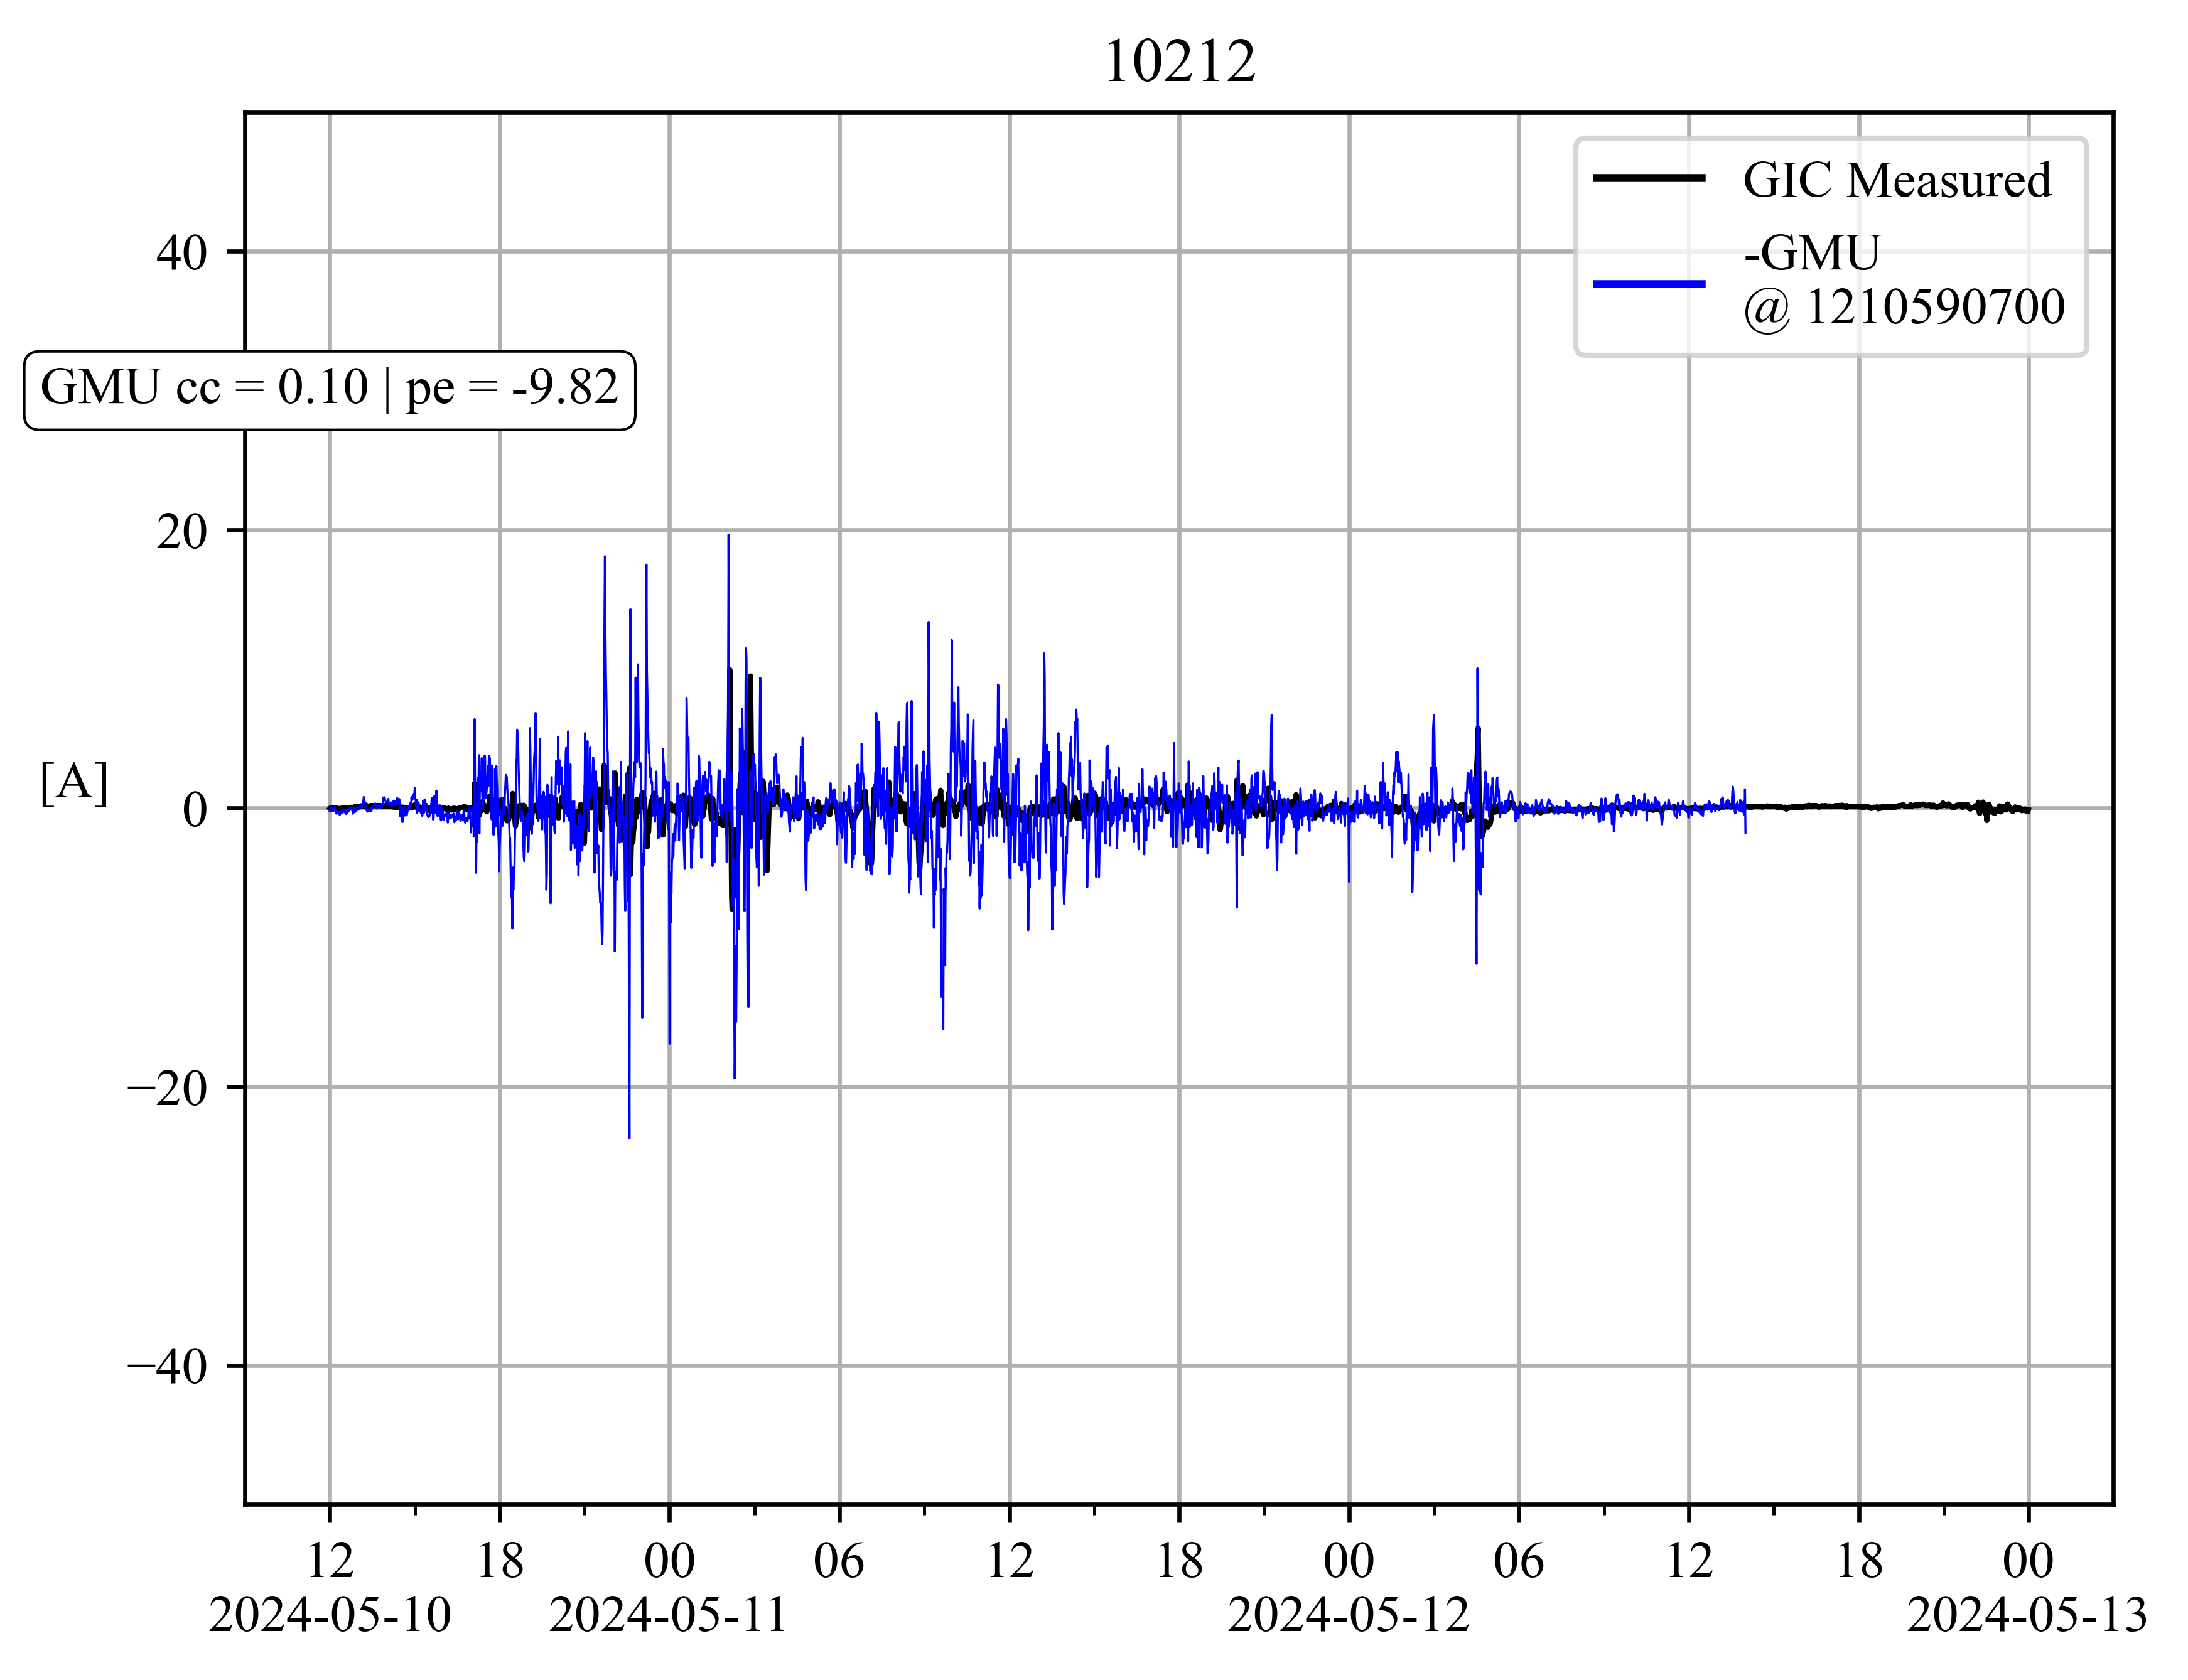 10212
GIC Measured
-GMU
@ 1210590700
GMU cc = 0.10 | pe = -9.82
[A]
40
20
0
−20
−40
12 18 00 06 12 18 00 06 12 18 00
2024-05-10 2024-05-11 2024-05-12 2024-05-13